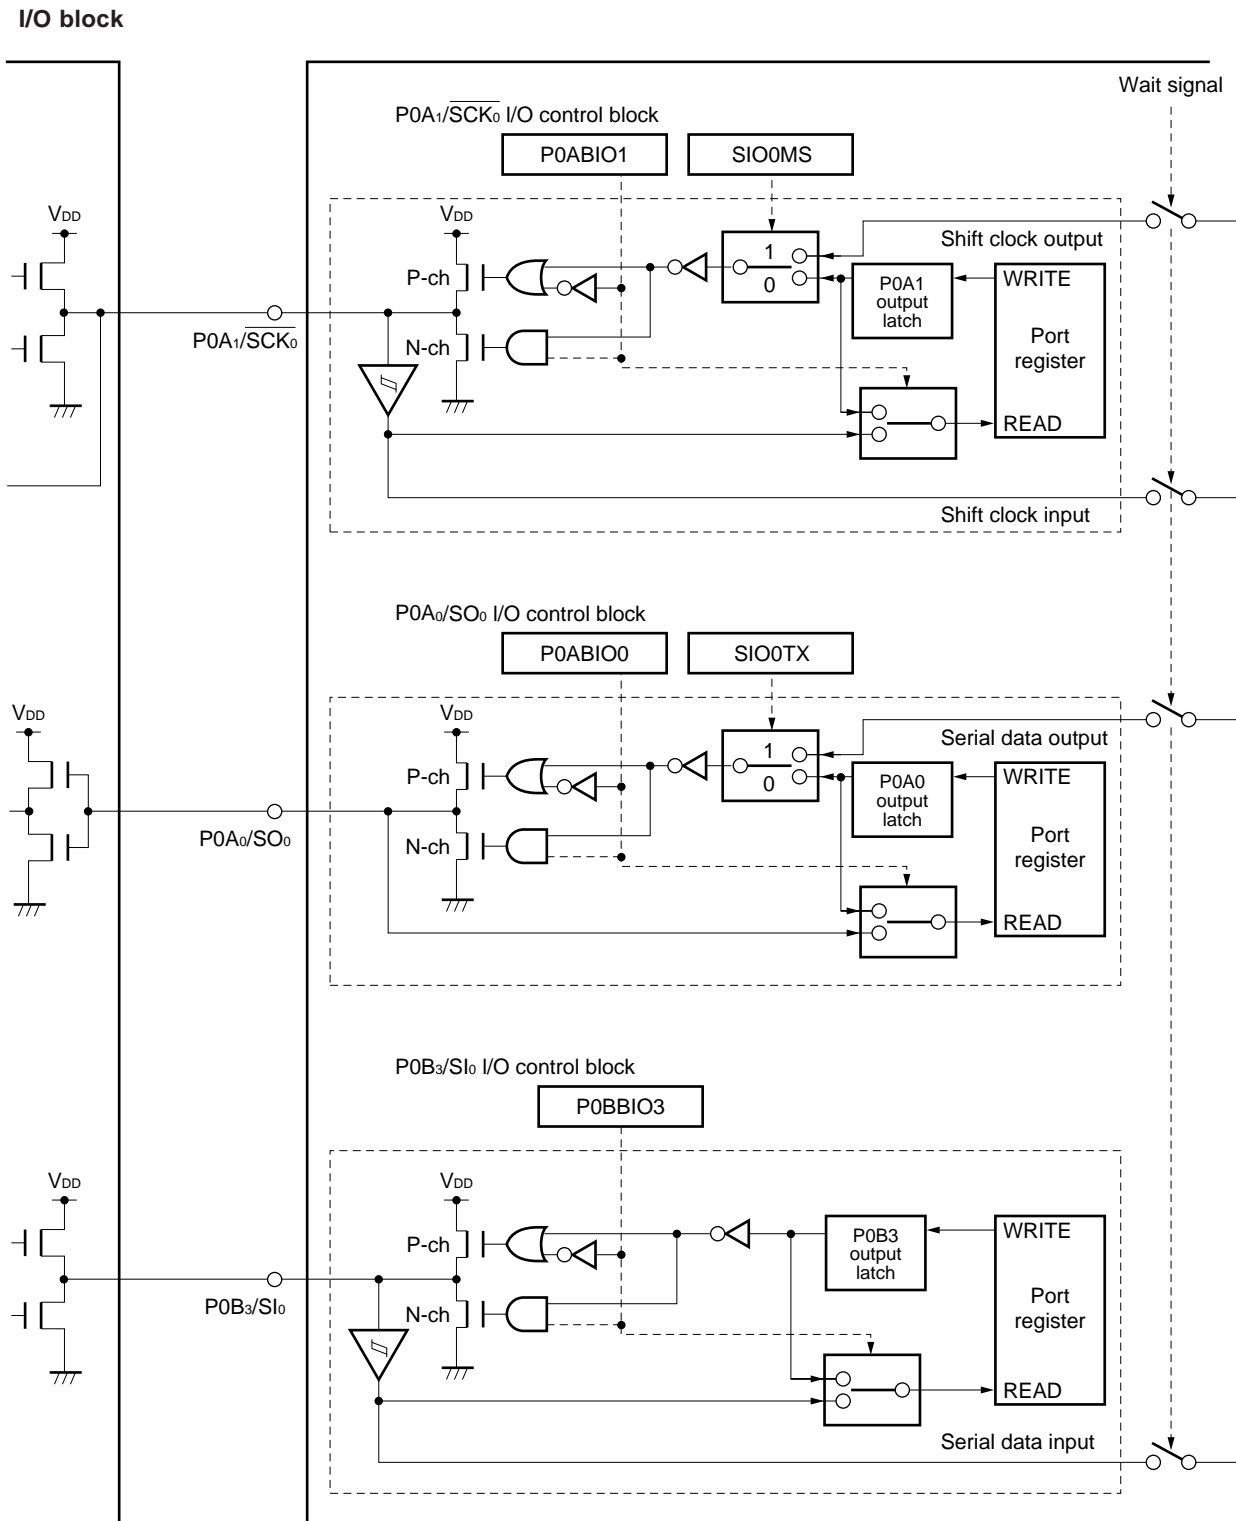 I/O block
Wait signal
P0A1/SCK0 I/O control block
P0ABIO1
SIO0MS
VDD
VDD
Shift clock output
1
0
P-ch
P0A1
output
latch
WRITE
Port
register
P0A1/SCK0
N-ch
READ
Shift clock input
P0A0/SO0 I/O control block
P0ABIO0
SIO0TX
VDD
VDD
Serial data output
1
0
P-ch
P0A0
output
latch
WRITE
Port
register
P0A0/SO0
N-ch
READ
P0B3/SI0 I/O control block
P0BBIO3
VDD
VDD
P-ch
P0B3
output
latch
WRITE
Port
register
P0B3/SI0
N-ch
READ
Serial data input